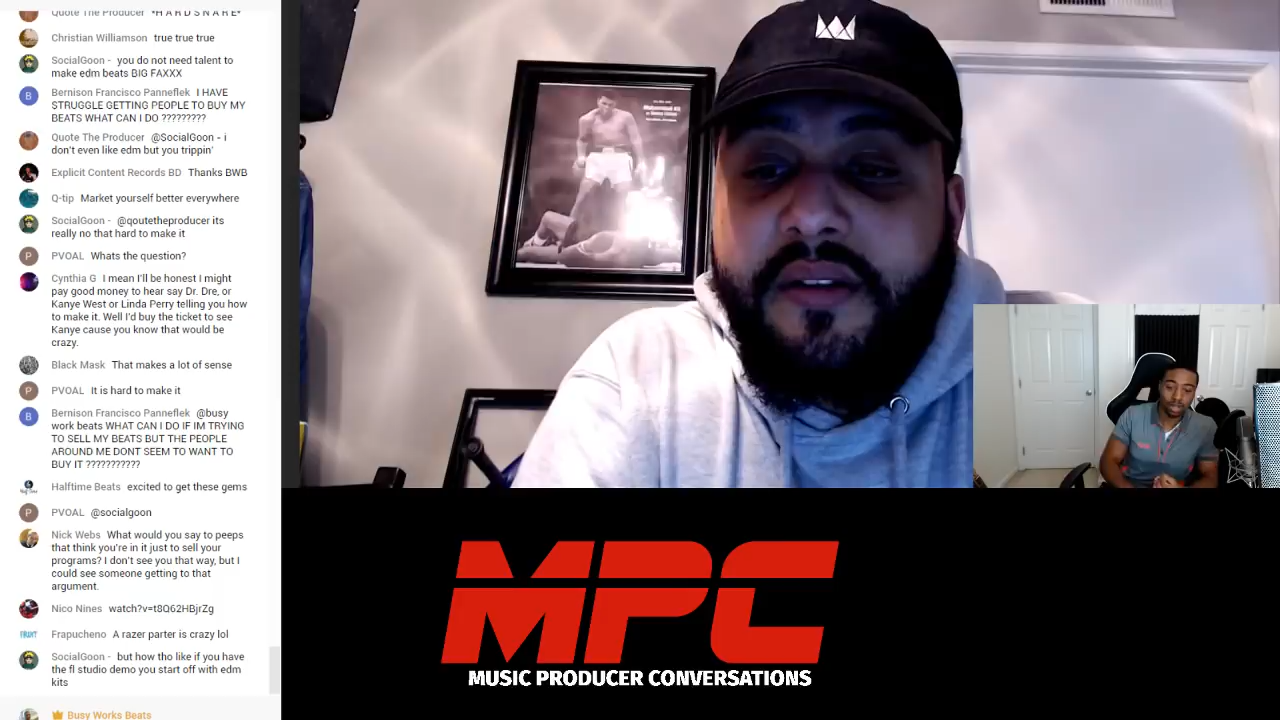 Quote The Producer *H A R D S N A R E*
Christian Williamson true true true
SocialGoon - you do not need talent to
make edm beats BIG FAXXX
Bernison Francisco Panneflek I HAVE
STRUGGLE GETTING PEOPLE TO BUY MY
BEATS WHAT CAN I DO ?????????
Quote The Producer @SocialGoon - i
don't even like edm but you trippin'
Explicit Content Records BD Thanks BWB
Q-tip Market yourself better everywhere
SocialGoon - @qoutetheproducer its
really no that hard to make it
PVOAL Whats the question?
Cynthia G I mean I'll be honest I might
pay good money to hear say Dr. Dre, or
Kanye West or Linda Perry telling you how
to make it. Well I'd buy the ticket to see
Kanye cause you know that would be
crazy.
Black Mask That makes a lot of sense
PVOAL It is hard to make it
Bernison Francisco Panneflek @busy
work beats WHAT CAN I DO IF IM TRYING
TO SELL MY BEATS BUT THE PEOPLE
AROUND ME DONT SEEM TO WANT TO
BUY IT ???????????
Halftime Beats excited to get these gems
PVOAL @socialgoon
Nick Webs What would you say to peeps
that think you're in it just to sell your
programs? I don't see you that way, but I
could see someone getting to that
argument.
Nico Nines watch?v=t8Q62HBjrZg
Frapucheno A razer parter is crazy lol
SocialGoon - but how tho like if you have
the fl studio demo you start off with edm
kits
Busy Works Beats
MPC
MUSIC PRODUCER CONVERSATIONS